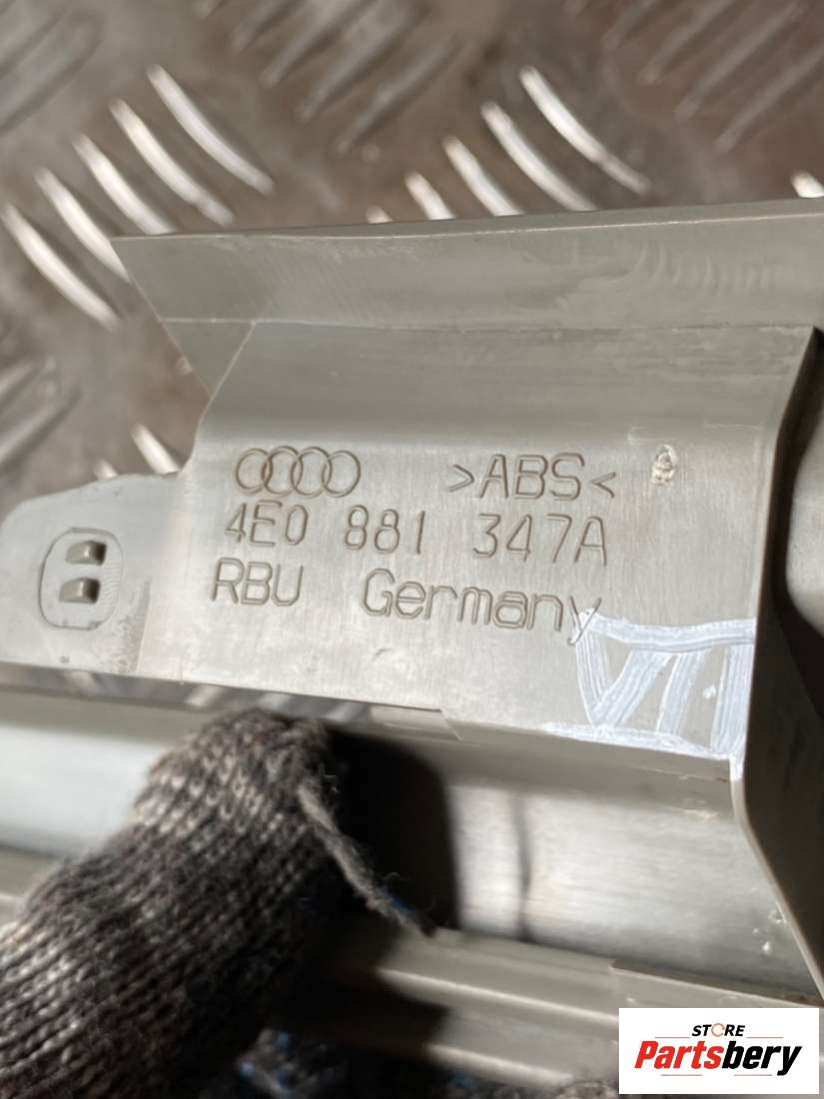 >ABS<
4E0 881 347A
RBU Germany
STORE
Partsbery